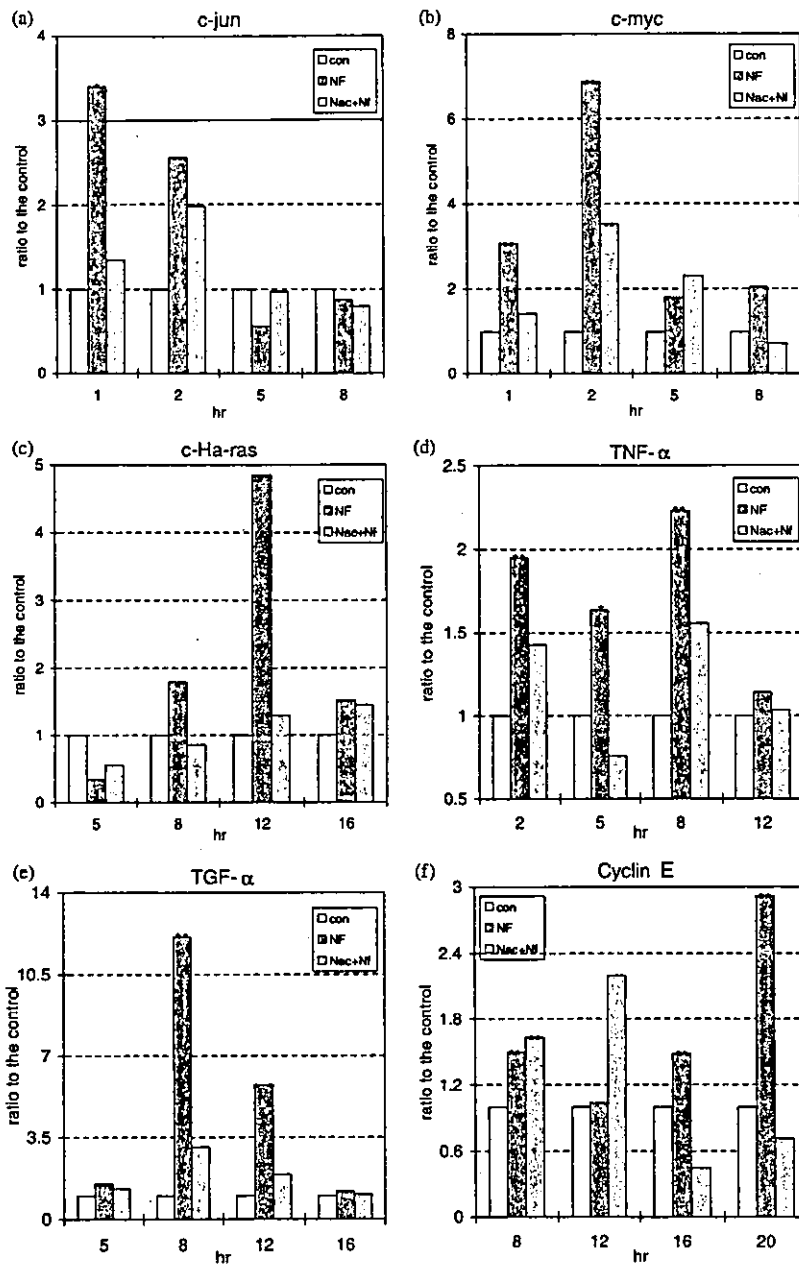 (a) c-jun
4
3
2
1
0
ratio to the control
con
NF
Nac+Nf
1 2 5 8
hr
(b) c-myc
8
6
4
2
0
ratio to the control
con
NF
Nac+Nf
1 2 5 8
hr
(c) c-Ha-ras
5
4
3
2
1
0
ratio to the control
con
NF
Nac+Nf
5 8 12 16
hr
(d) TNF-α
2.5
2
1.5
1
0.5
ratio to the control
con
NF
Nac+Nf
2 5 8 12
hr
(e) TGF-α
14
10.5
7
3.5
0
ratio to the control
con
NF
Nac+Nf
5 8 12 16
hr
(f) Cyclin E
3
2.4
1.8
1.2
0.6
0
ratio to the control
con
NF
Nac+Nf
8 12 16 20
hr